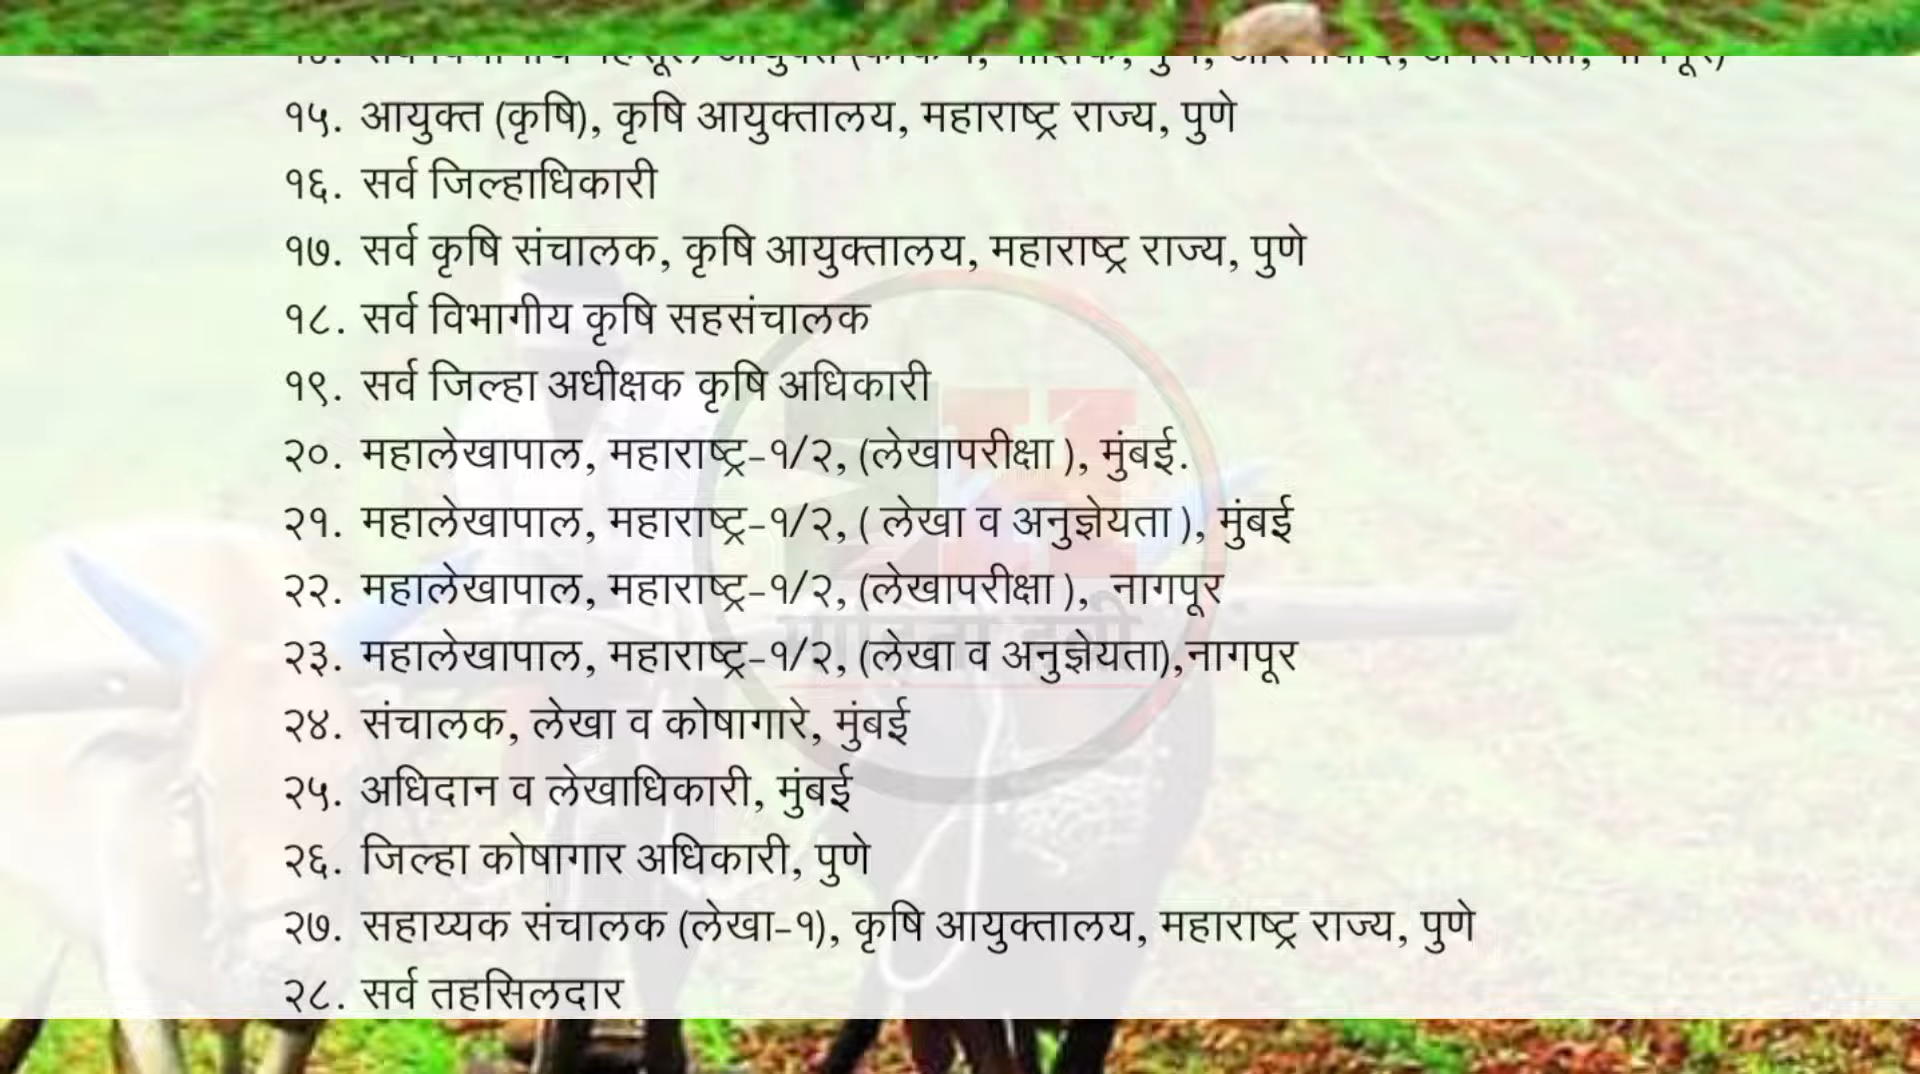 १५. आयुक्त (कृषि), कृषि आयुक्तालय, महाराष्ट्र राज्य, पुणे
१६. सर्व जिल्हाधिकारी
१७. सर्व कृषि संचालक, कृषि आयुक्तालय, महाराष्ट्र राज्य, पुणे
१८. सर्व विभागीय कृषि सहसंचालक
१९. सर्व जिल्हा अधीक्षक कृषि अधिकारी
२०. महालेखापाल, महाराष्ट्र-१/२, (लेखापरीक्षा ), मुंबई.
२१. महालेखापाल, महाराष्ट्र-१/२, ( लेखा व अनुज्ञेयता ), मुंबई
२२. महालेखापाल, महाराष्ट्र-१/२, (लेखापरीक्षा ), नागपूर
२३. महालेखापाल, महाराष्ट्र-१/२, (लेखा व अनुज्ञेयता),नागपूर
२४. संचालक, लेखा व कोषागारे, मुंबई
२५. अधिदान व लेखाधिकारी, मुंबई
२६. जिल्हा कोषागार अधिकारी, पुणे
२७. सहाय्यक संचालक (लेखा-१), कृषि आयुक्तालय, महाराष्ट्र राज्य, पुणे
२८. सर्व तहसिलदार